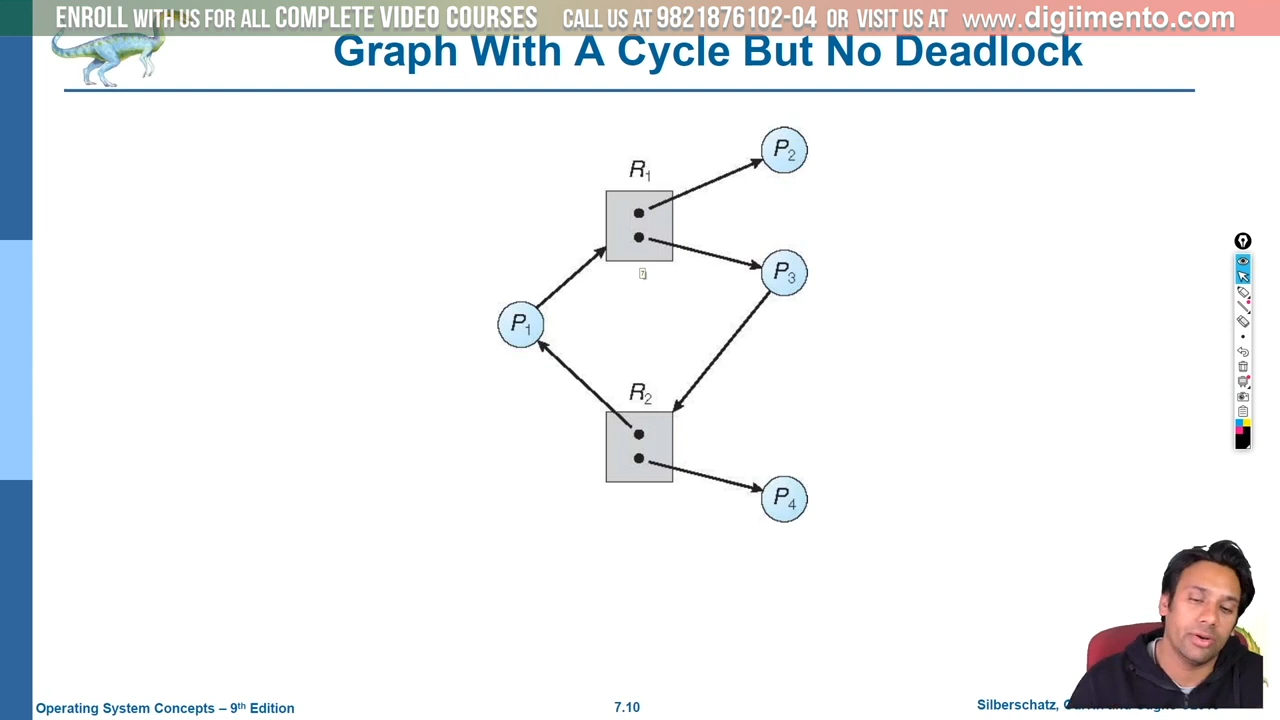 ENROLL WITH US FOR ALL COMPLETE VIDEO COURSES CALL US AT 9821876102-04 OR VISIT US AT www.digiimento.com
Graph With A Cycle But No Deadlock
P2
R1
P3
P1
R2
P4
Operating System Concepts – 9th Edition
7.10
Silberschatz,